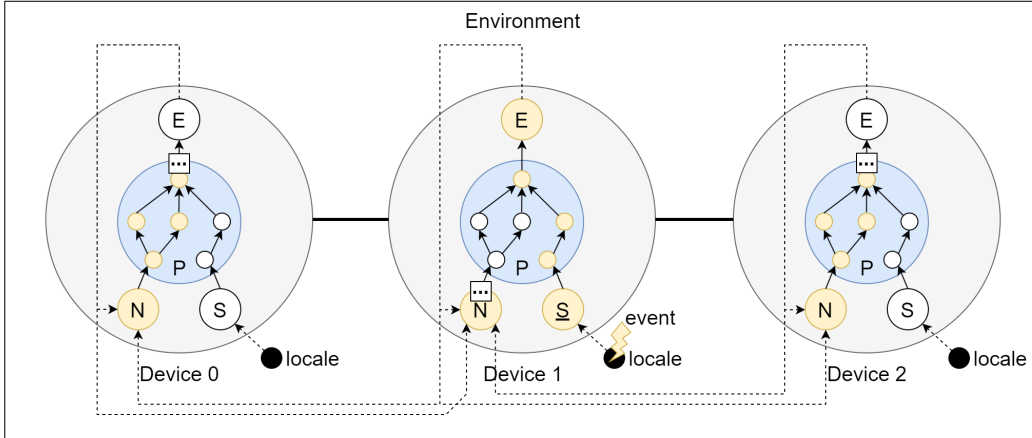 Environment
E
E
E
...
...
P
P
P
...
N
S
N
S
N
S
event
locale
locale
locale
Device 0
Device 1
Device 2